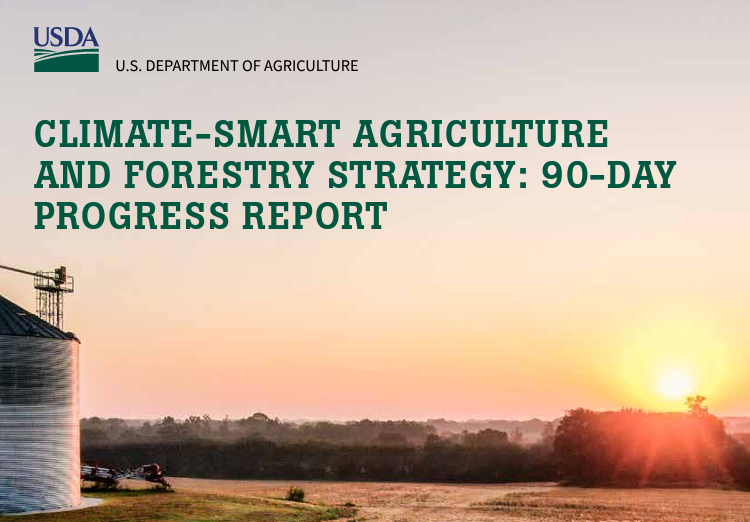 USDA
U.S. DEPARTMENT OF AGRICULTURE
CLIMATE-SMART AGRICULTURE
AND FORESTRY STRATEGY: 90-DAY
PROGRESS REPORT